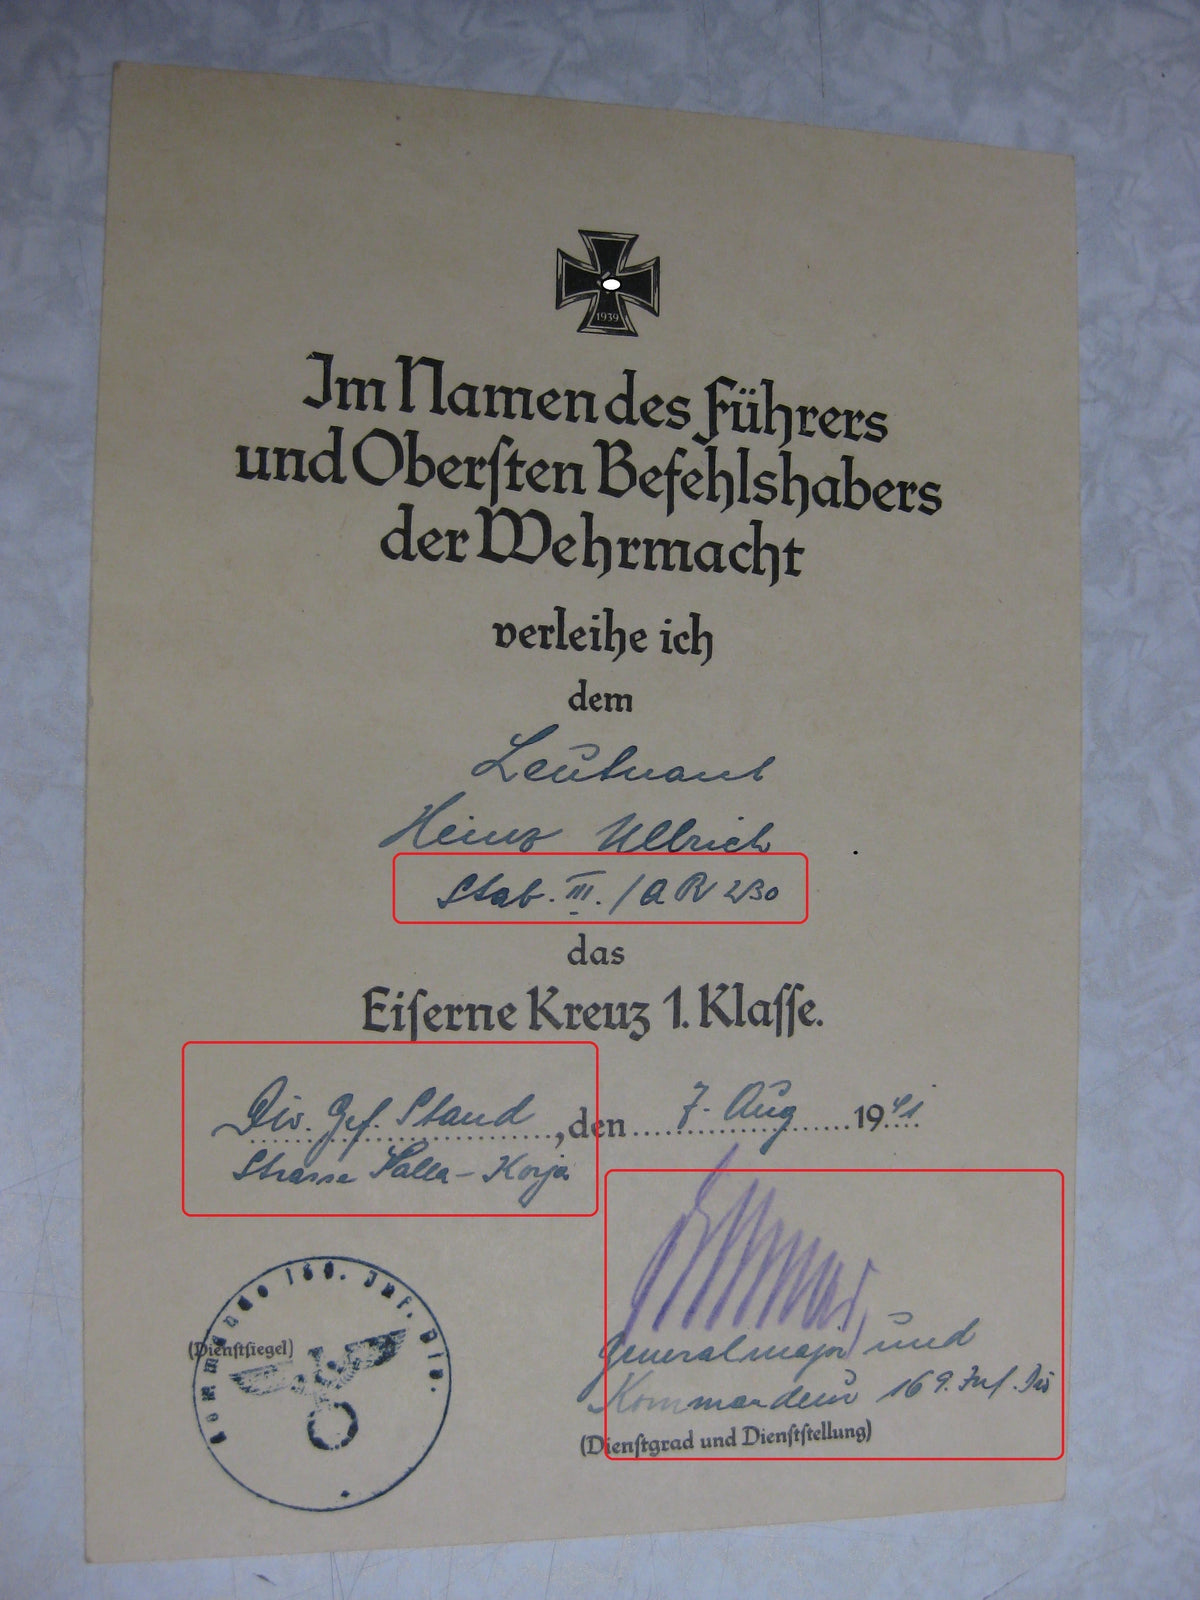 1939
Im Namen des Führers
und Obersten Befehlshabers
der Wehrmacht
verleihe ich
dem
Leutnant
Heinz Ullrich
Stab. III. / A R 230
das
Eiserne Kreuz 1. Klasse.
Div. Gef. Stand, den 7. Aug 1941
Strasse Salla - Korja
Kommando 169. Inf. Div.
(Dienstsiegel)
Generalmajor und
Kommandeur 169. Inf. Div
(Dienstgrad und Dienststellung)